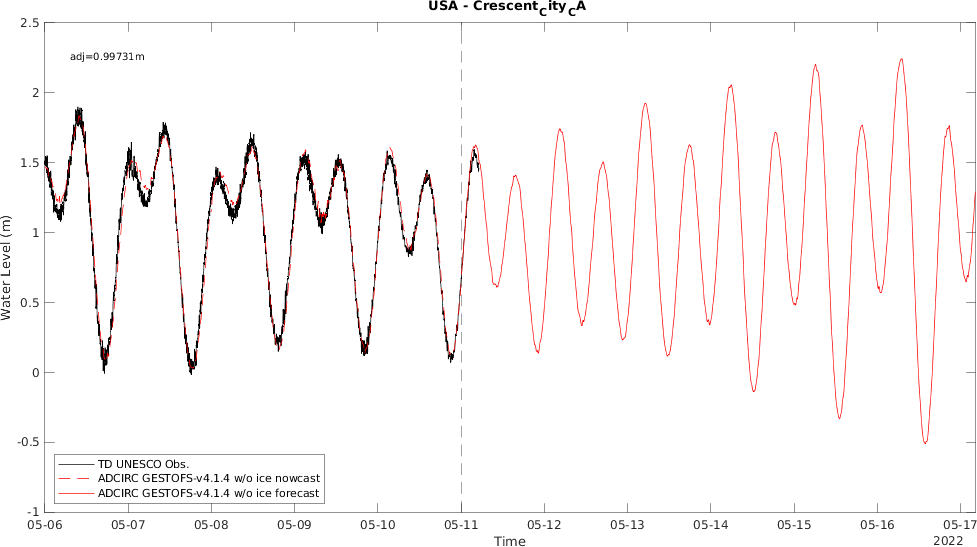 USA - CrescentCityCA
adj=0.99731m
2.5
2
1.5
1
0.5
0
-0.5
-1
Water Level (m)
TD UNESCO Obs.
ADCIRC GESTOFS-v4.1.4 w/o ice nowcast
ADCIRC GESTOFS-v4.1.4 w/o ice forecast
05-06 05-07 05-08 05-09 05-10 05-11 05-12 05-13 05-14 05-15 05-16 05-17
Time
2022